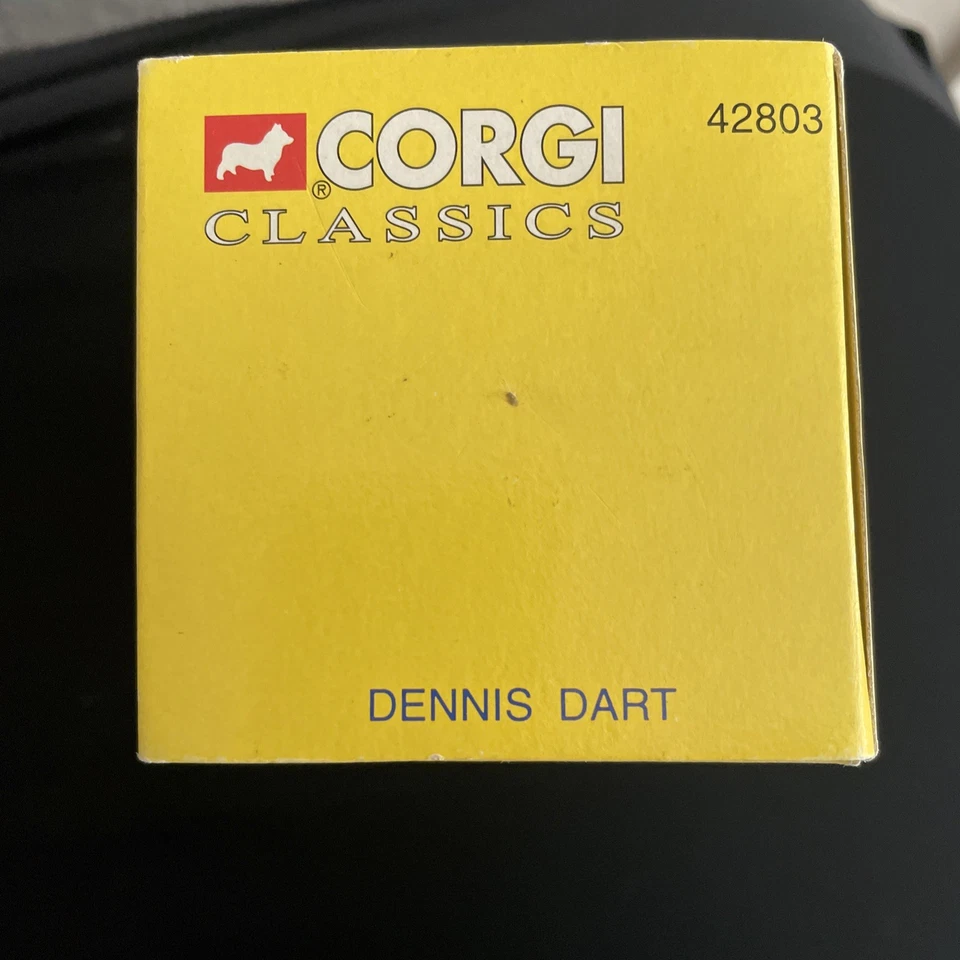 CORGI
®
CLASSICS
42803
DENNIS DART